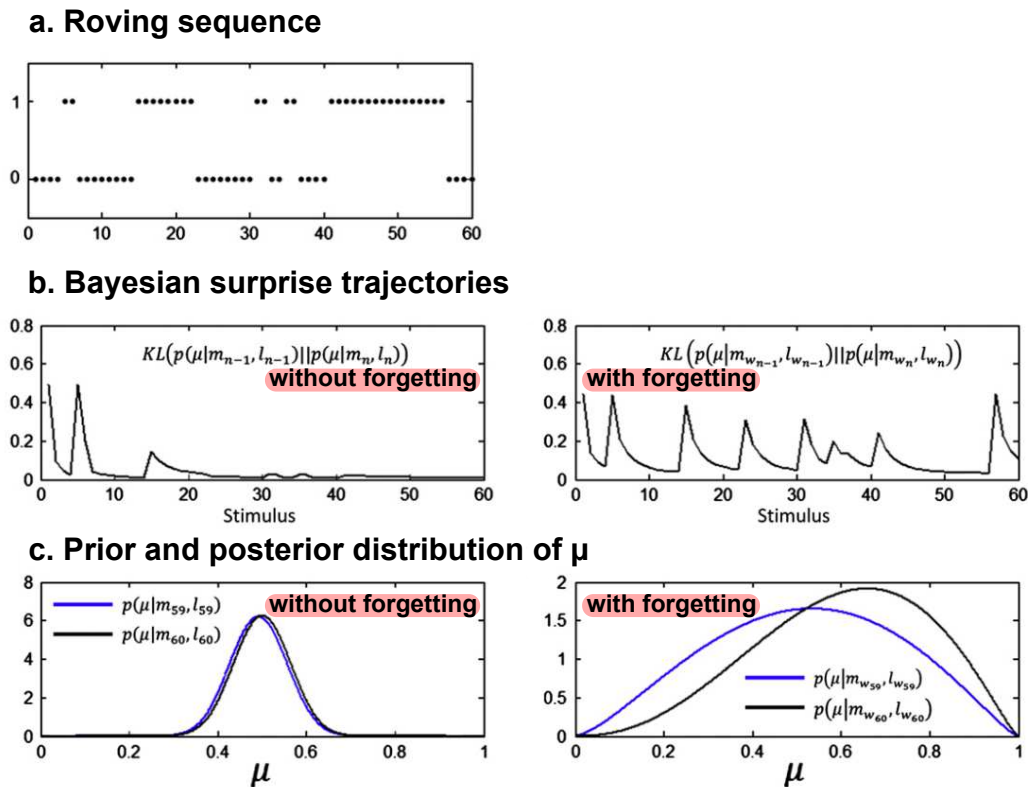 a. Roving sequence
1
0
0 10 20 30 40 50 60
b. Bayesian surprise trajectories
0.8
0.6
0.4
0.2
0
KL(p(μ|m_{n−1}, l_{n−1})||p(μ|m_n, l_n))
without forgetting
0 10 20 30 40 50 60
Stimulus
0.8
0.6
0.4
0.2
0
KL(p(μ|m_{w_{n−1}}, l_{w_{n−1}})||p(μ|m_{w_n}, l_{w_n}))
with forgetting
0 10 20 30 40 50 60
Stimulus
c. Prior and posterior distribution of μ
8
6
4
2
0
p(μ|m_{59}, l_{59})
p(μ|m_{60}, l_{60})
without forgetting
0 0.2 0.4 0.6 0.8 1
μ
2
1.5
1
0.5
0
with forgetting
p(μ|m_{w_{59}}, l_{w_{59}})
p(μ|m_{w_{60}}, l_{w_{60}})
0 0.2 0.4 0.6 0.8 1
μ